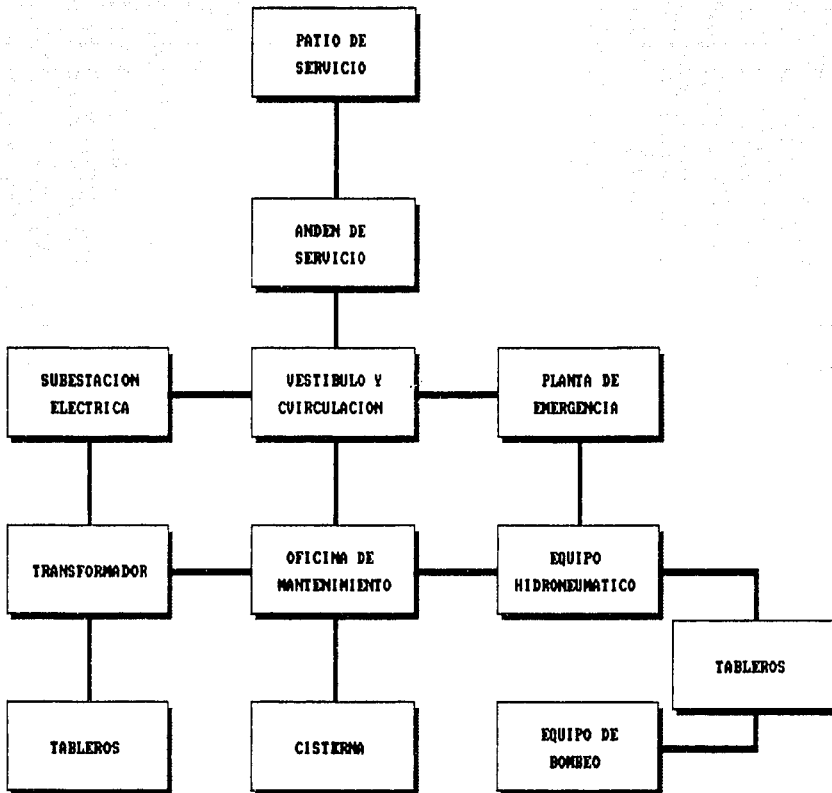 PATIO DE
SERVICIO
ANDEN DE
SERVICIO
SUBESTACION
ELECTRICA
VESTIBULO Y
CVIRCULACION
PLANTA DE
EMERGENCIA
TRANSFORMADOR
OFICINA DE
MANTENIMIENTO
EQUIPO
HIDRONEUMATICO
TABLEROS
TABLEROS
CISTERNA
EQUIPO DE
BOMBEO